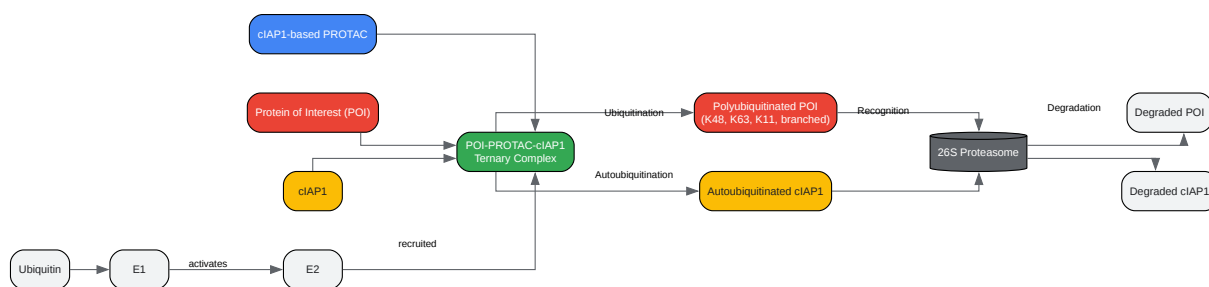 cIAP1-based PROTAC
Protein of Interest (POI)
cIAP1
Ubiquitin
E1
activates
E2
recruited
POI-PROTAC-cIAP1
Ternary Complex
Ubiquitination
Autoubiquitination
Polyubiquitinated POI
(K48, K63, K11, branched)
Autoubiquitinated cIAP1
Recognition
26S Proteasome
Degradation
Degraded POI
Degraded cIAP1